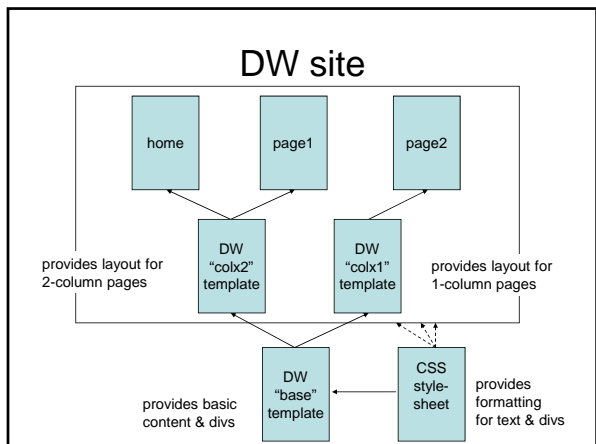 DW site
home
page1
page2
provides layout for
2-column pages
DW
“colx2”
template
DW
“colx1”
template
provides layout for
1-column pages
provides basic
content & divs
DW
“base”
template
CSS
style-
sheet
provides
formatting
for text & divs